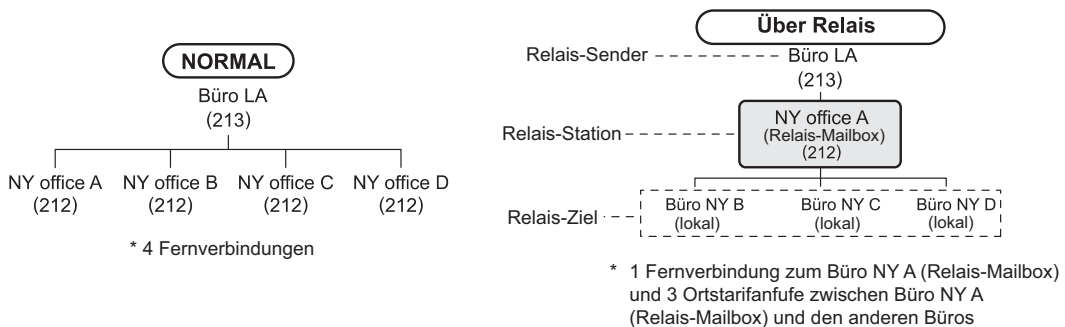 NORMAL
Büro LA
(213)
NY office A NY office B NY office C NY office D
(212) (212) (212) (212)
* 4 Fernverbindungen
Über Relais
Relais-Sender Büro LA
(213)
Relais-Station NY office A
(Relais-Mailbox)
(212)
Relais-Ziel Büro NY B Büro NY C Büro NY D
(lokal) (lokal) (lokal)
* 1 Fernverbindung zum Büro NY A (Relais-Mailbox)
und 3 Ortstarifanfufe zwischen Büro NY A
(Relais-Mailbox) und den anderen Büros